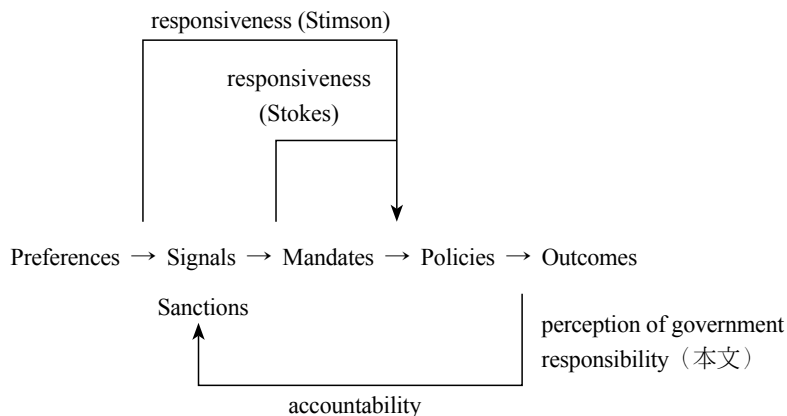 responsiveness (Stimson)
responsiveness
(Stokes)
Preferences → Signals → Mandates → Policies → Outcomes
Sanctions
perception of government
responsibility（本文）
accountability